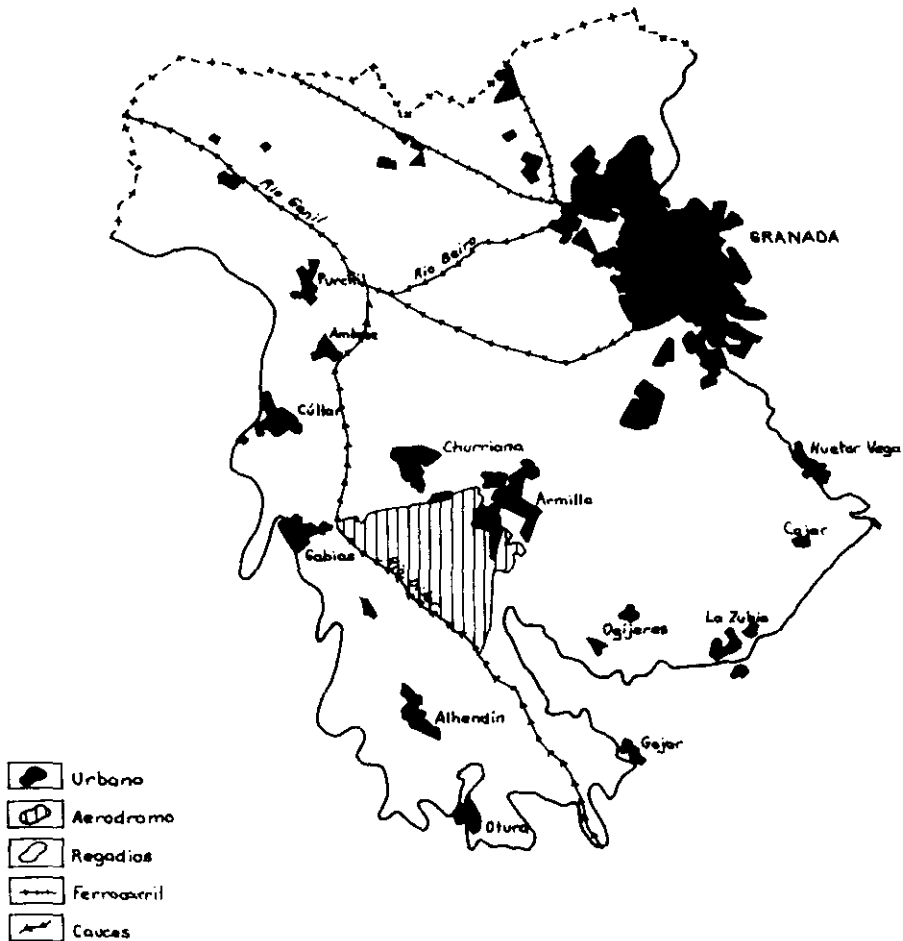 Río Genil
Río Beiro
GRANADA
Purchil
Ambroz
Cúllar
Churriana
Huetor Vega
Armilla
Cajar
Gabias
Ogijeres
La Zubia
Alhendín
Gojar
Otura
Urbano
Aerodromo
Regadios
Ferrocarril
Cauces